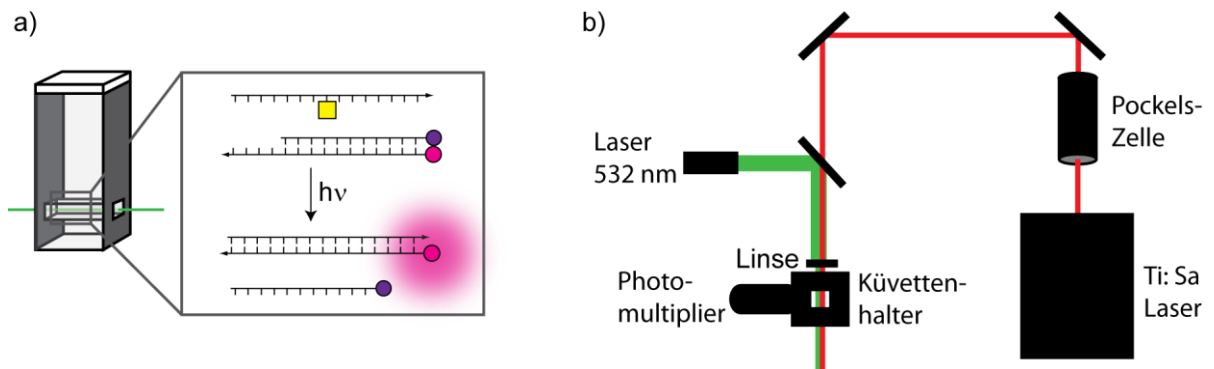 a)
hν
b)
Pockels-
Zelle
Laser
532 nm
Linse
Photo-
multiplier
Küvetten-
halter
Ti: Sa
Laser